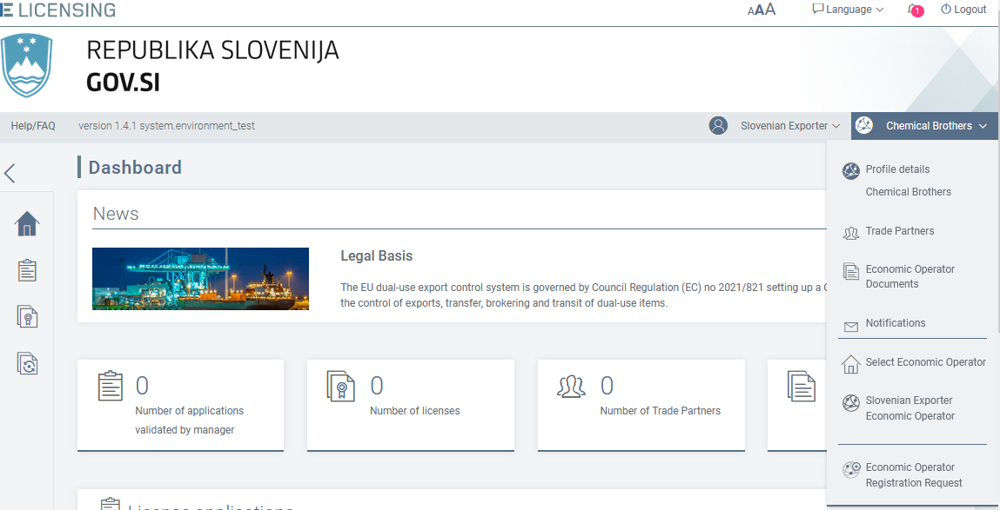 E LICENSING
AAA
Language
1
Logout
REPUBLIKA SLOVENIJA
GOV.SI
Help/FAQ
version 1.4.1 system.environment_test
Slovenian Exporter
Chemical Brothers
Dashboard
News
Legal Basis
The EU dual-use export control system is governed by Council Regulation (EC) no 2021/821 setting up a
the control of exports, transfer, brokering and transit of dual-use items.
0
Number of applications
validated by manager
0
Number of licenses
0
Number of Trade Partners
Profile details
Chemical Brothers
Trade Partners
Economic Operator
Documents
Notifications
Select Economic Operator
Slovenian Exporter
Economic Operator
Economic Operator
Registration Request
License applications